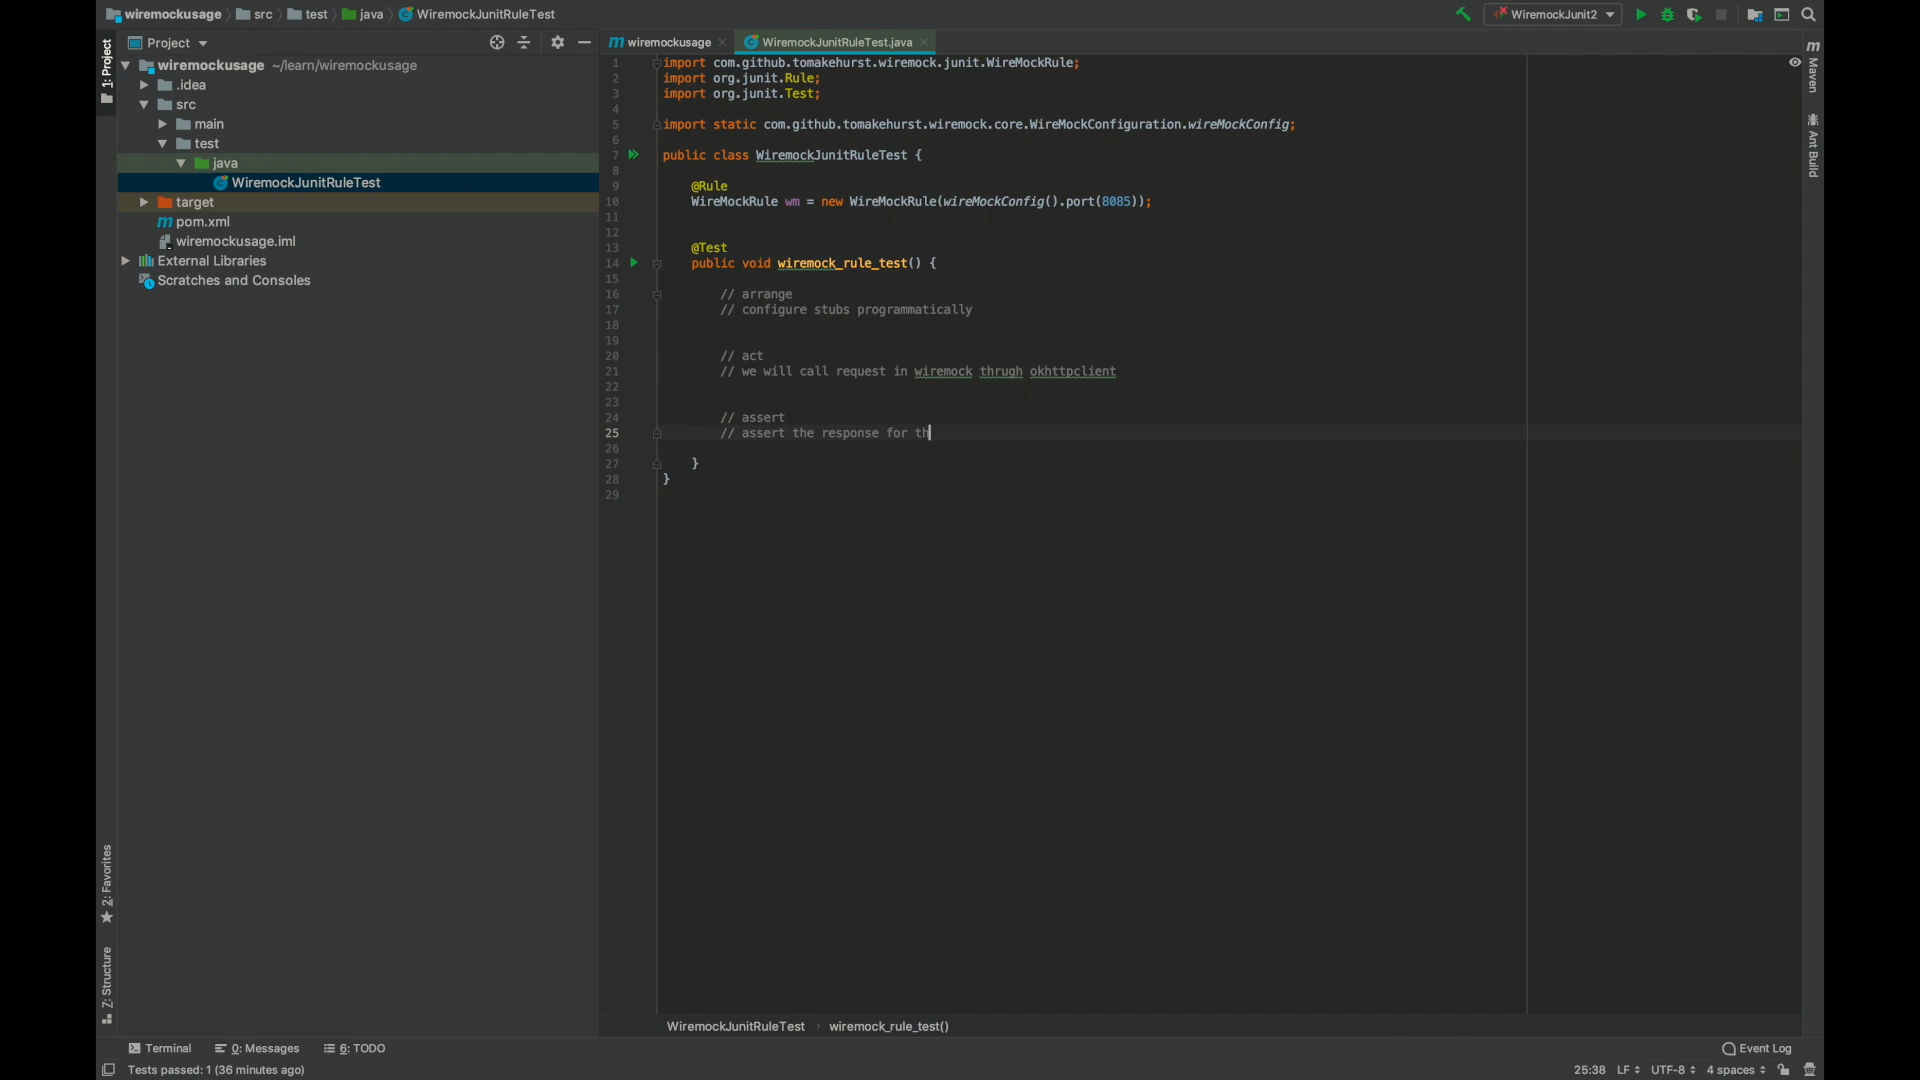 wiremockusage src test java WiremockJunitRuleTest WiremockJunit2
Project wiremockusage WiremockJunitRuleTest.java
1: Project
wiremockusage ~/learn/wiremockusage
.idea
src
main
test
java
WiremockJunitRuleTest
target
pom.xml
wiremockusage.iml
External Libraries
Scratches and Consoles
2: Favorites
7: Structure
1 import com.github.tomakehurst.wiremock.junit.WireMockRule;
2 import org.junit.Rule;
3 import org.junit.Test;
4
5 import static com.github.tomakehurst.wiremock.core.WireMockConfiguration.wireMockConfig;
6
7 public class WiremockJunitRuleTest {
8
9 @Rule
10 WireMockRule wm = new WireMockRule(wireMockConfig().port(8085));
11
12
13 @Test
14 public void wiremock_rule_test() {
15
16 // arrange
17 // configure stubs programmatically
18
19
20 // act
21 // we will call request in wiremock thrugh okhttpclient
22
23
24 // assert
25 // assert the response for th
26
27 }
28 }
29
Maven
Ant Build
WiremockJunitRuleTest wiremock_rule_test()
Terminal 0: Messages 6: TODO Event Log
Tests passed: 1 (36 minutes ago) 25:38 LF UTF-8 4 spaces